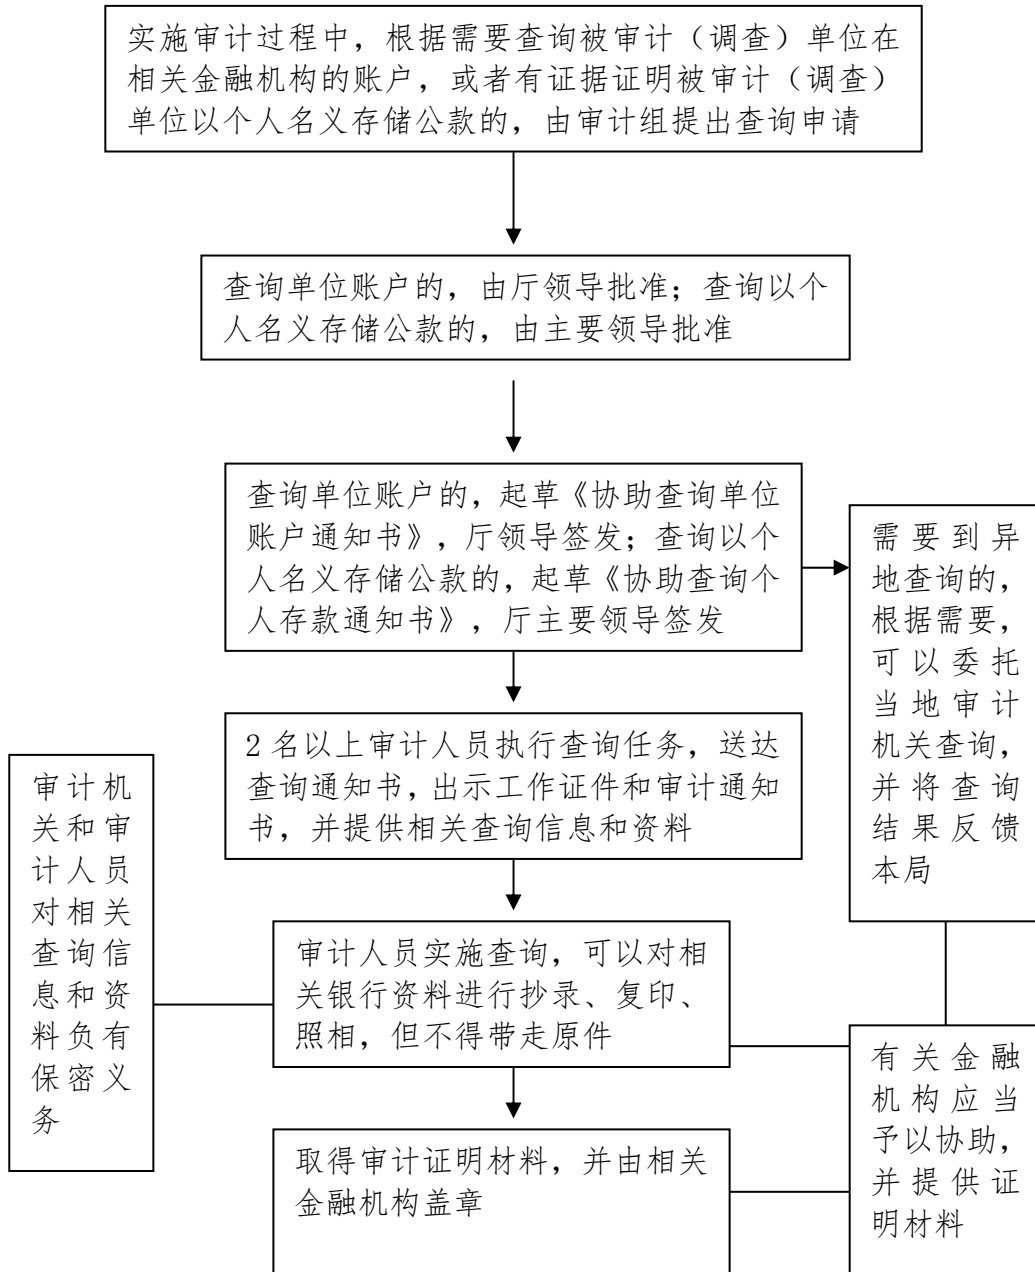 实施审计过程中，根据需要查询被审计（调查）单位在
相关金融机构的账户，或者有证据证明被审计（调查）
单位以个人名义存储公款的，由审计组提出查询申请
查询单位账户的，由厅领导批准；查询以个
人名义存储公款的，由主要领导批准
查询单位账户的，起草《协助查询单位
账户通知书》，厅领导签发；查询以个
人名义存储公款的，起草《协助查询个
人存款通知书》，厅主要领导签发
需要到异
地查询的，
根据需要，
可以委托
当地审计
机关查询，
并将查询
结果反馈
本局
2 名以上审计人员执行查询任务，送达
查询通知书，出示工作证件和审计通知
书，并提供相关查询信息和资料
审计机
关和审
计人员
对相关
查询信
息和资
料负有
保密义
务
审计人员实施查询，可以对相
关银行资料进行抄录、复印、
照相，但不得带走原件
有关金融
机构应当
予以协助，
并提供证
明材料
取得审计证明材料，并由相关
金融机构盖章